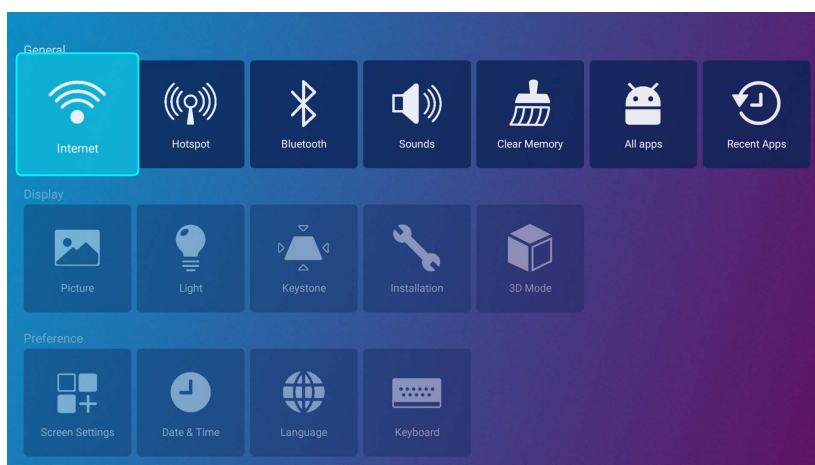 General
Internet
Hotspot
Bluetooth
Sounds
Clear Memory
All apps
Recent Apps
Display
Picture
Light
Keystone
Installation
3D Mode
Preference
Screen Settings
Date & Time
Language
Keyboard